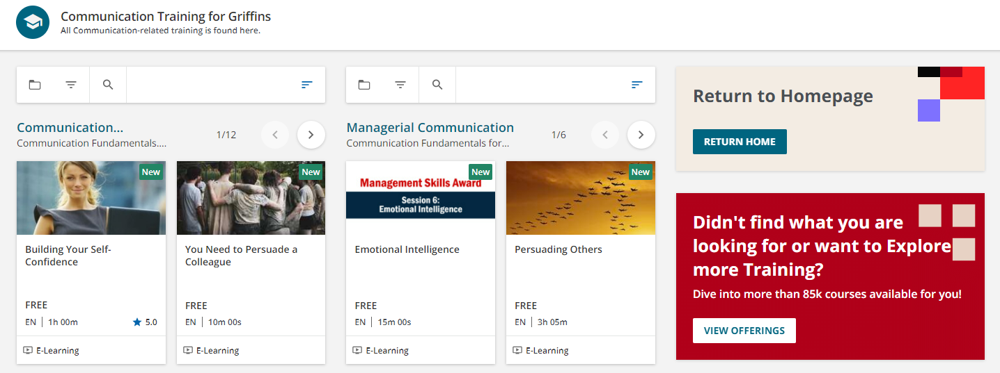 Communication Training for Griffins
All Communication-related training is found here.
Communication...
1/12
Communication Fundamentals....
New
Building Your Self-
Confidence
FREE
EN | 1h 00m
5.0
E-Learning
New
You Need to Persuade a
Colleague
FREE
EN | 10m 00s
E-Learning
Managerial Communication
1/6
Communication Fundamentals for...
New
Management Skills Award
Session 6:
Emotional Intelligence
Emotional Intelligence
FREE
EN | 15m 00s
E-Learning
New
Persuading Others
FREE
EN | 3h 05m
E-Learning
Return to Homepage
RETURN HOME
Didn't find what you are
looking for or want to Explore
more Training?
Dive into more than 85k courses available for you!
VIEW OFFERINGS